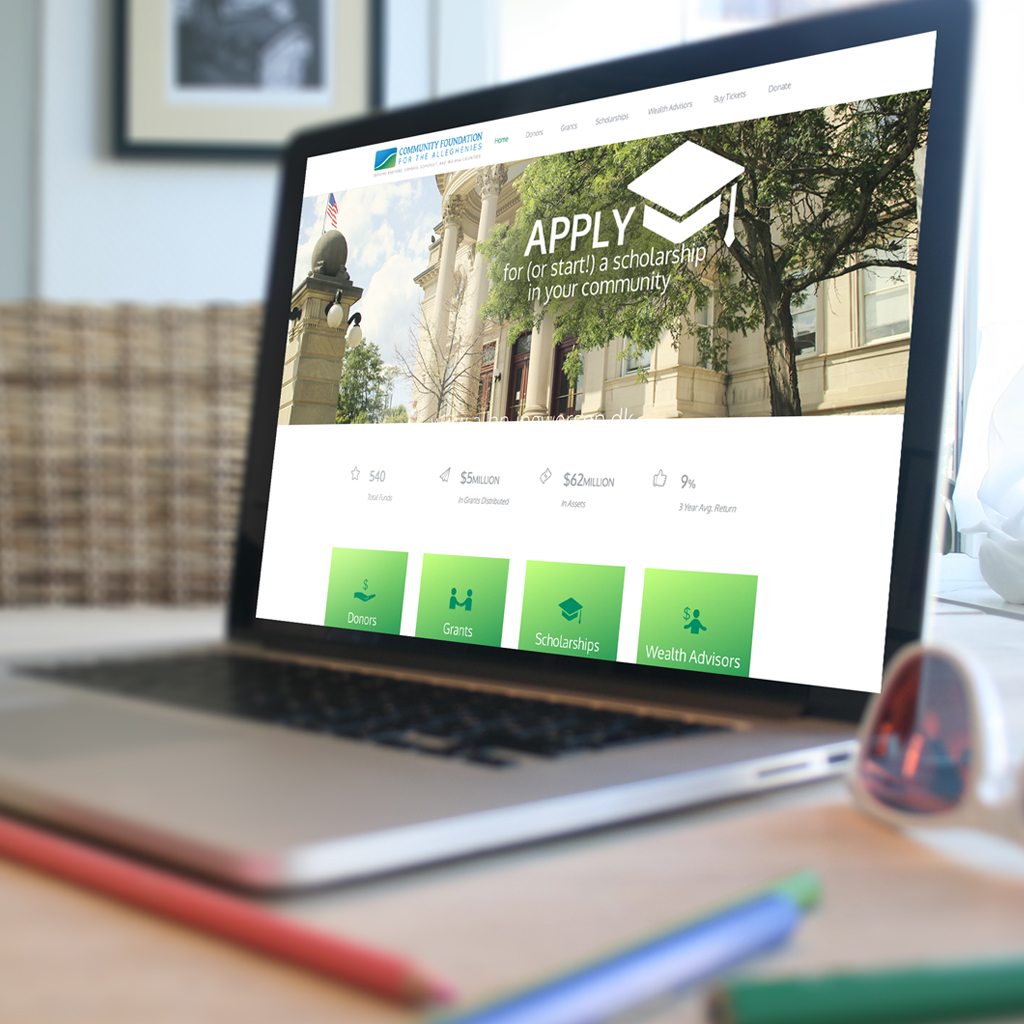 COMMUNITY FOUNDATION
FOR THE ALLEGHENIES
Home
Donors
Grants
Scholarships
Wealth Advisors
Buy Tickets
Donate
APPLY
for (or start!) a scholarship
in your community
540
Total Funds
$5MILLION
In Grants Distributed
$62MILLION
In Assets
9%
3 Year Avg. Return
$
Donors
Grants
Scholarships
$
Wealth Advisors